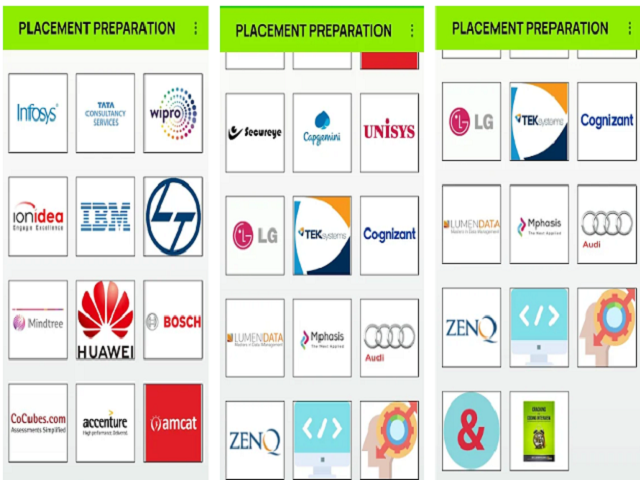 PLACEMENT PREPARATION
Infosys
TATA
CONSULTANCY
SERVICES
wipro
ionidea
Engage Excellence
IBM
LT
Mindtree
HUAWEI
BOSCH
CoCubes.com
Assessments Simplified
accenture
High performance. Delivered.
amcat
PLACEMENT PREPARATION
Secureye
Capgemini
UNISYS
LG
TEKsystems
Cognizant
LUMENDATA
Masters in Data Management
Mphasis
The Next Applied
Audi
ZENQ
</>
PLACEMENT PREPARATION
LG
TEKsystems
Cognizant
LUMENDATA
Masters in Data Management
Mphasis
The Next Applied
Audi
ZENQ
</>
&